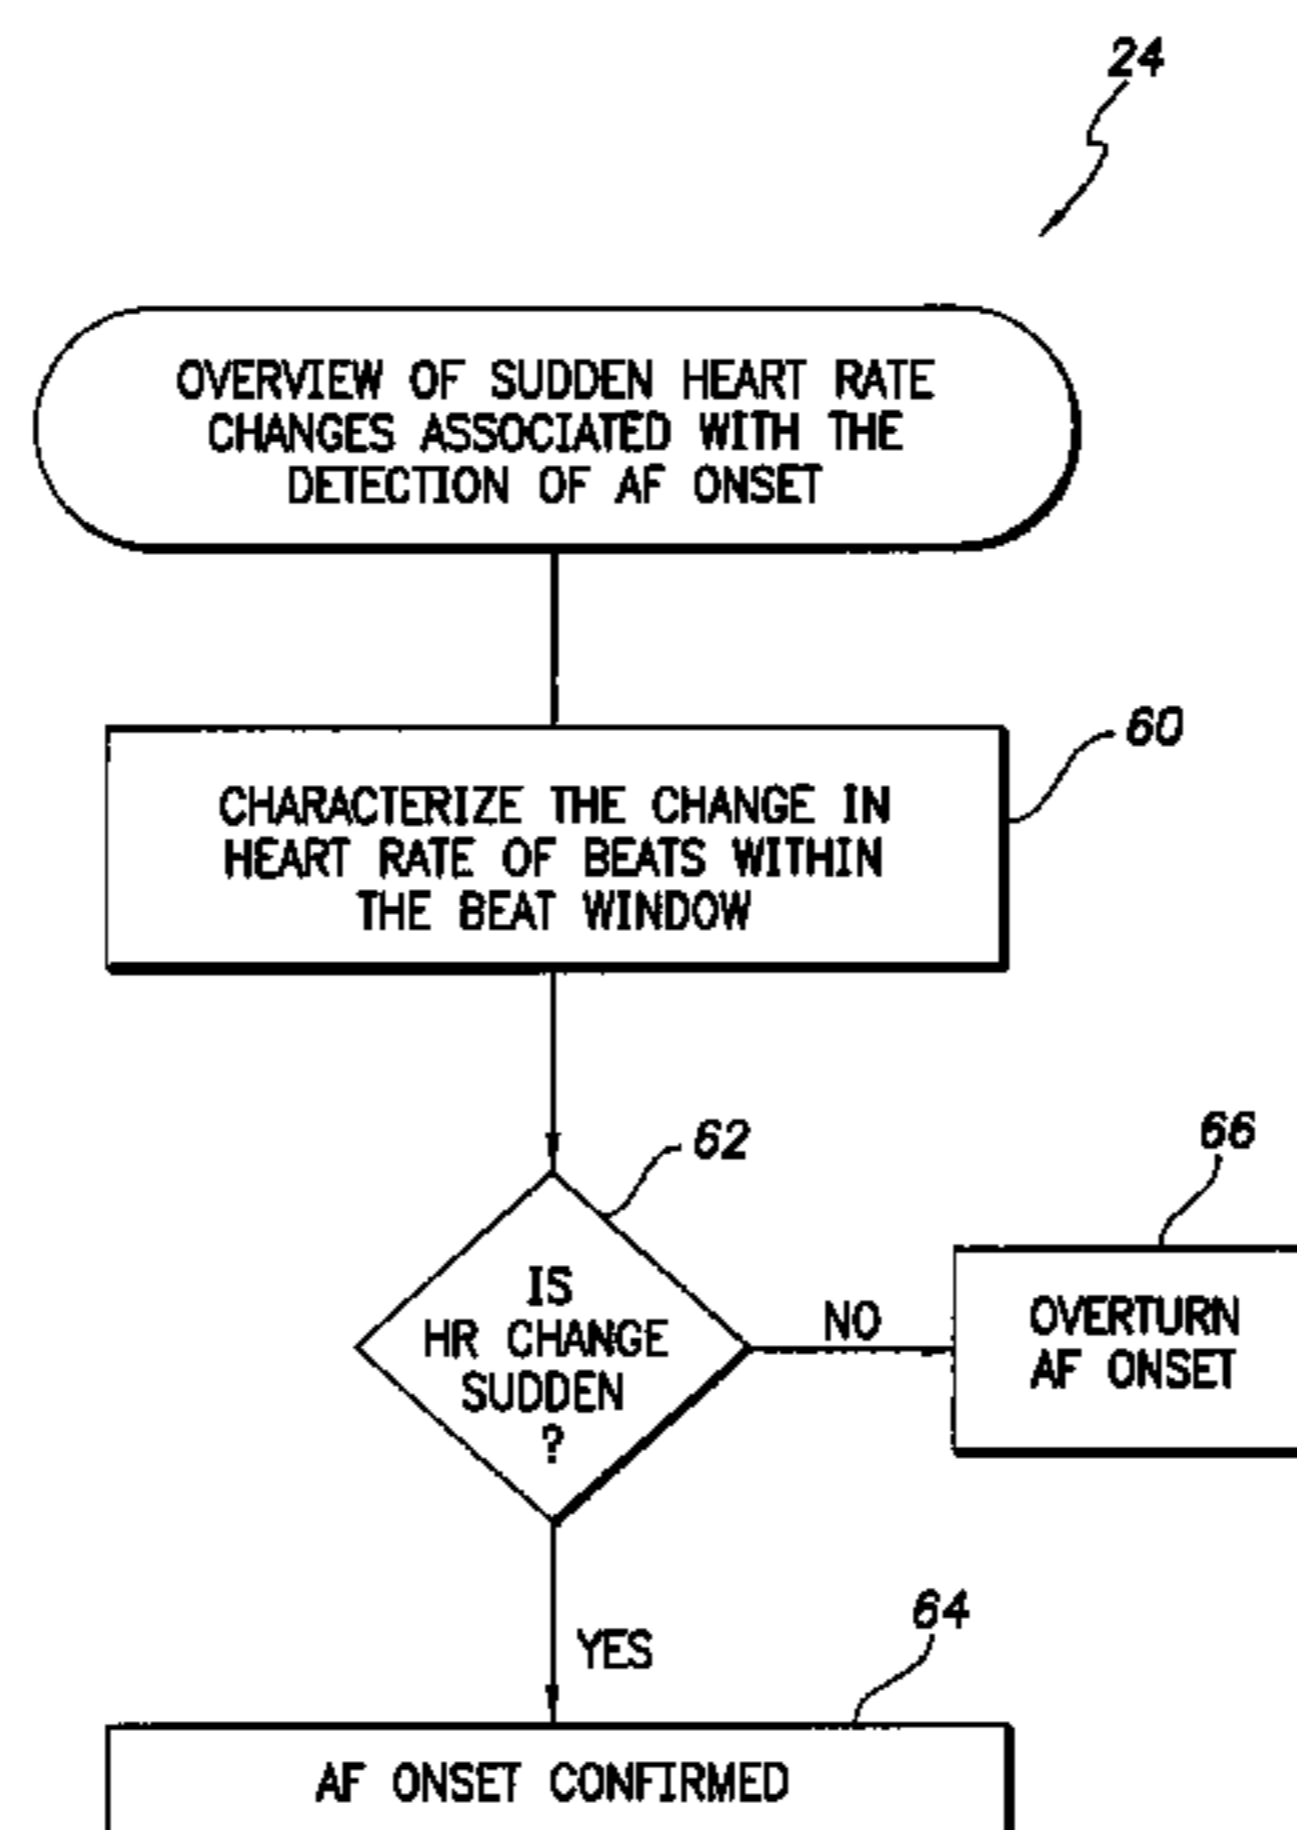 24
OVERVIEW OF SUDDEN HEART RATE
CHANGES ASSOCIATED WITH THE
DETECTION OF AF ONSET
60
CHARACTERIZE THE CHANGE IN
HEART RATE OF BEATS WITHIN
THE BEAT WINDOW
62
66
IS
HR CHANGE
SUDDEN
?
NO
OVERTURN
AF ONSET
YES
64
AF ONSET CONFIRMED